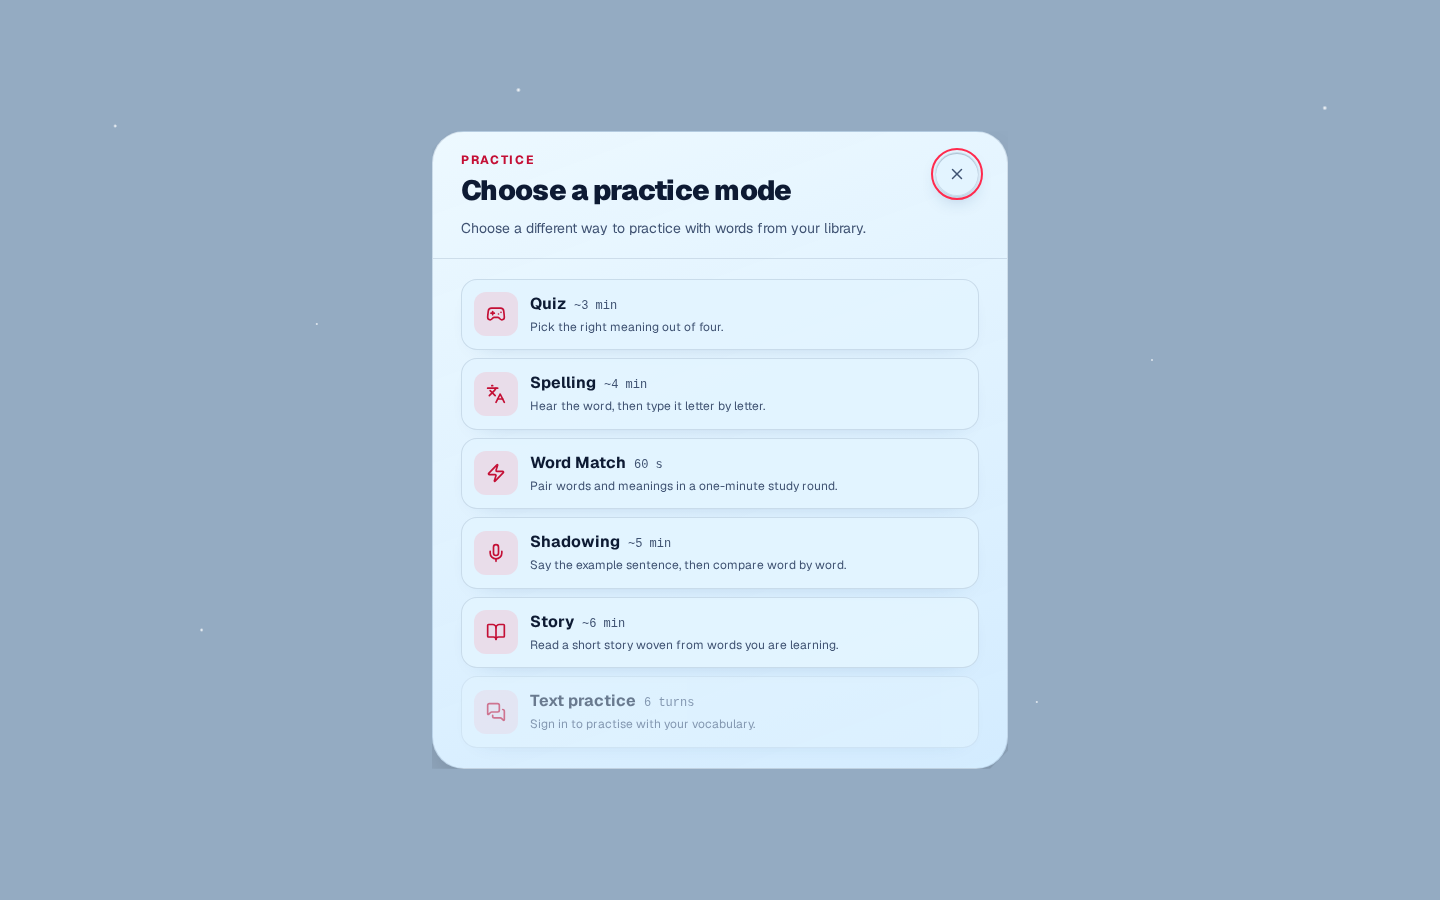 PRACTICE
Choose a practice mode
Choose a different way to practice with words from your library.
Quiz ~3 min
Pick the right meaning out of four.
Spelling ~4 min
Hear the word, then type it letter by letter.
Word Match 60 s
Pair words and meanings in a one-minute study round.
Shadowing ~5 min
Say the example sentence, then compare word by word.
Story ~6 min
Read a short story woven from words you are learning.
Text practice 6 turns
Sign in to practise with your vocabulary.